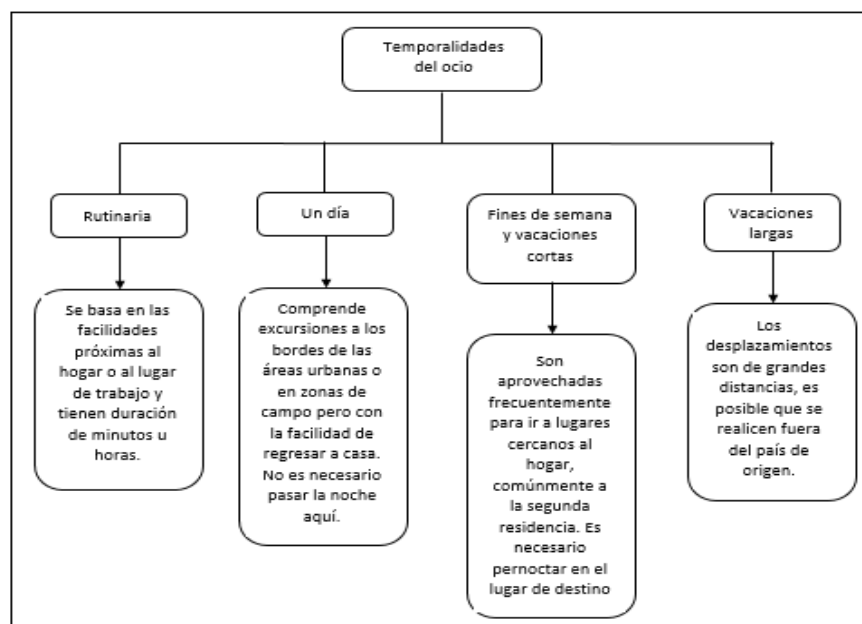 Temporalidades
del ocio
Rutinaria
Se basa en las
facilidades
próximas al
hogar o al lugar
de trabajo y
tienen duración
de minutos u
horas.
Un día
Comprende
excursiones a los
bordes de las
áreas urbanas o
en zonas de
campo pero con
la facilidad de
regresar a casa.
No es necesario
pasar la noche
aquí.
Fines de semana
y vacaciones
cortas
Son
aprovechadas
frecuentemente
para ir a lugares
cercanos al
hogar,
comúnmente a
la segunda
residencia. Es
necesario
pernoctar en el
lugar de destino
Vacaciones
largas
Los
desplazamientos
son de grandes
distancias, es
posible que se
realicen fuera
del país de
origen.